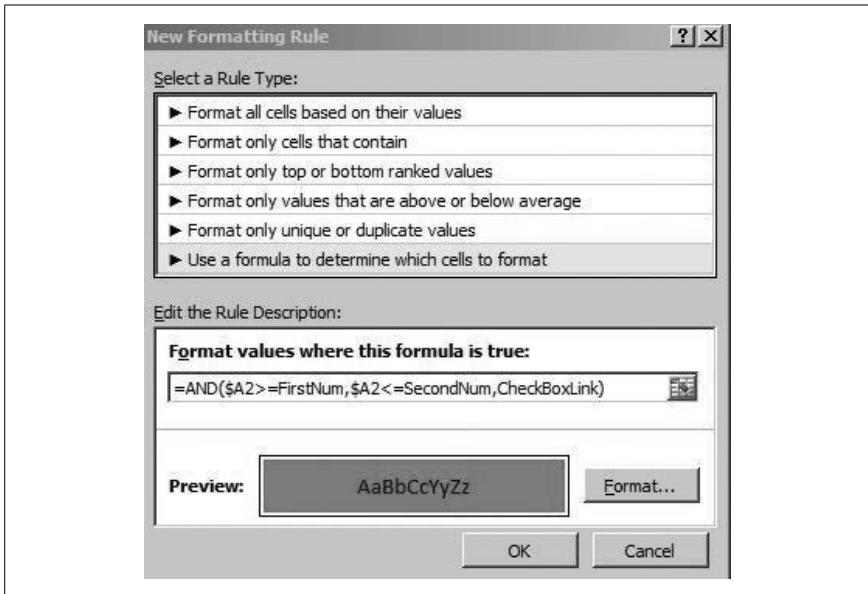 New Formatting Rule
Select a Rule Type:
► Format all cells based on their values
► Format only cells that contain
► Format only top or bottom ranked values
► Format only values that are above or below average
► Format only unique or duplicate values
► Use a formula to determine which cells to format
Edit the Rule Description:
Format values where this formula is true:
=AND($A2>=FirstNum,$A2<=SecondNum,CheckBoxLink)
Preview: AaBbCcYyZz Format...
OK Cancel